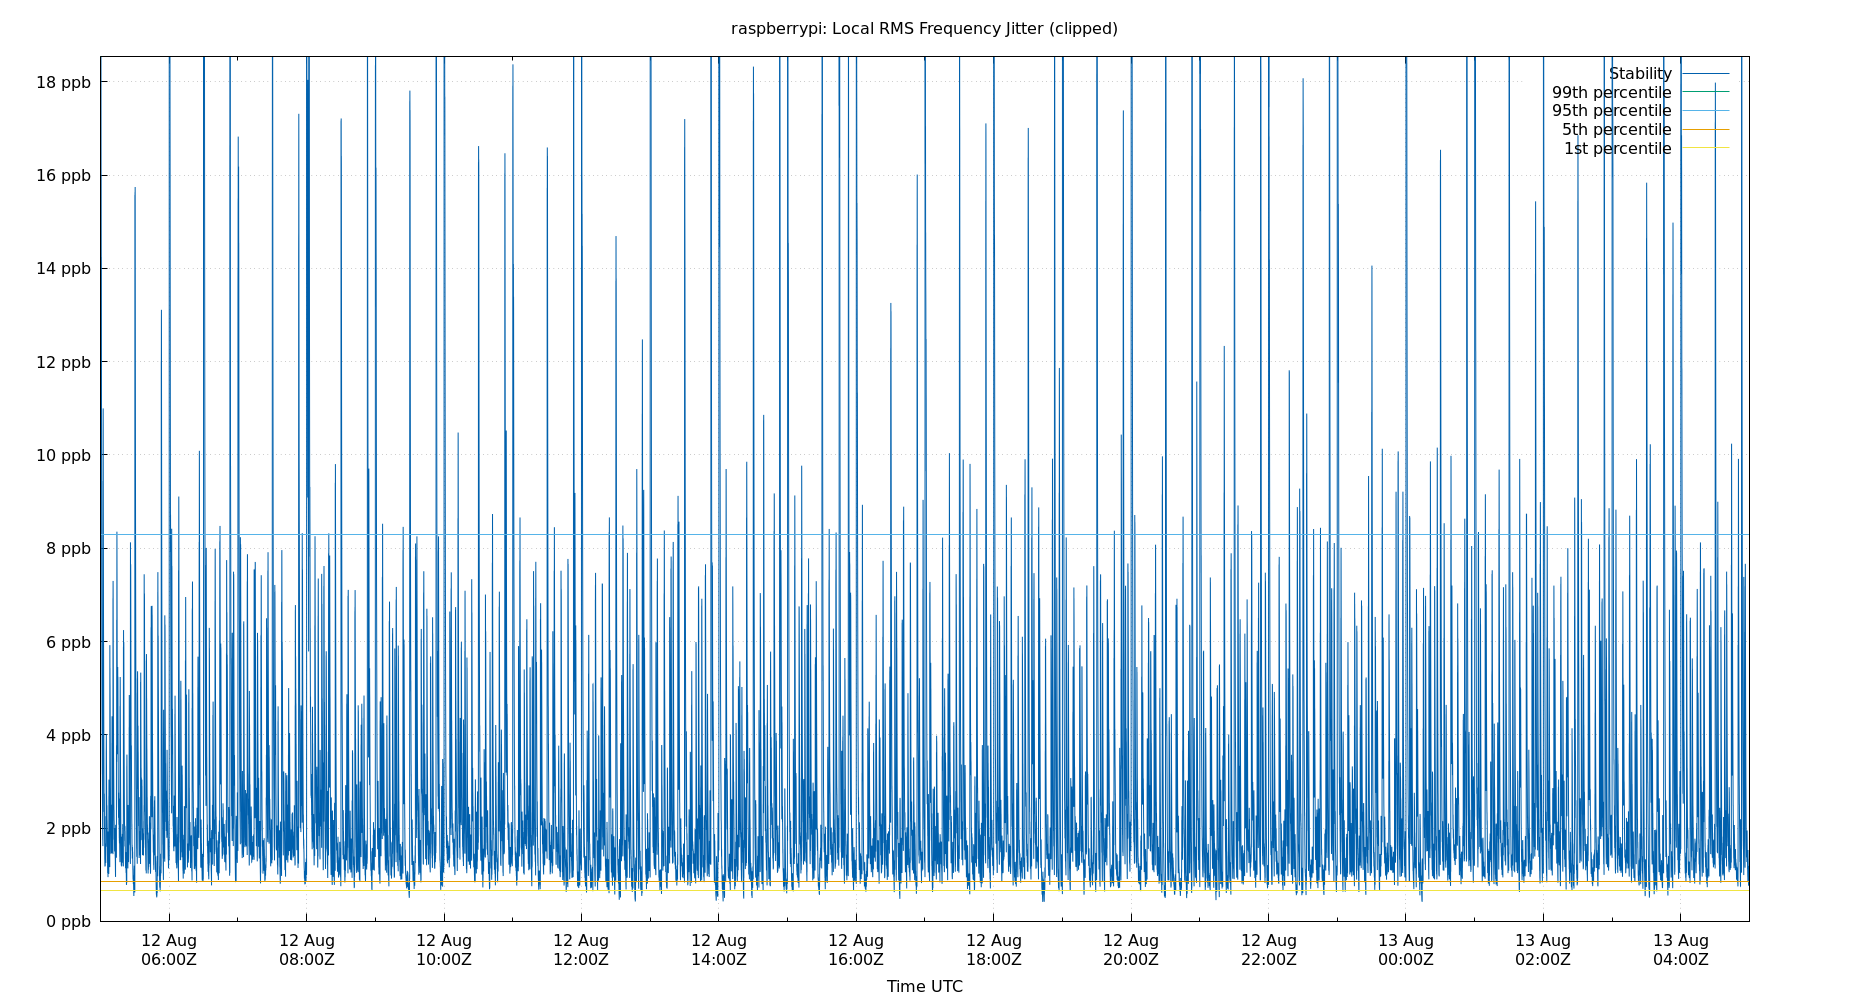 raspberrypi: Local RMS Frequency Jitter (clipped)
18 ppb
16 ppb
14 ppb
12 ppb
10 ppb
8 ppb
6 ppb
4 ppb
2 ppb
0 ppb
Stability
99th percentile
95th percentile
5th percentile
1st percentile
12 Aug 12 Aug 12 Aug 12 Aug 12 Aug 12 Aug 12 Aug 12 Aug 12 Aug 13 Aug 13 Aug 13 Aug
06:00Z 08:00Z 10:00Z 12:00Z 14:00Z 16:00Z 18:00Z 20:00Z 22:00Z 00:00Z 02:00Z 04:00Z
Time UTC